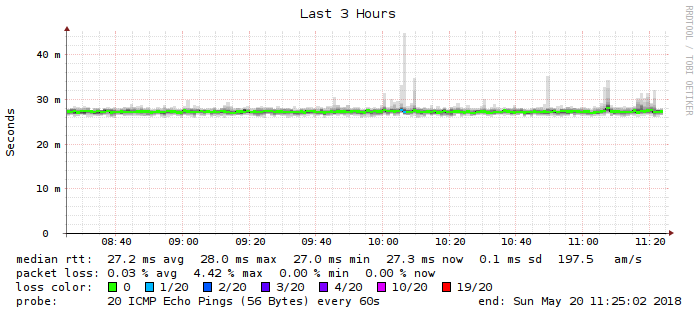 Last 3 Hours
RRDTOOL / TOBI OETIKER
Seconds
40 m
30 m
20 m
10 m
0
08:40 09:00 09:20 09:40 10:00 10:20 10:40 11:00 11:20
median rtt: 27.2 ms avg 28.0 ms max 27.0 ms min 27.3 ms now 0.1 ms sd 197.5 am/s
packet loss: 0.03 % avg 4.42 % max 0.00 % min 0.00 % now
loss color: 0 1/20 2/20 3/20 4/20 10/20 19/20
probe: 20 ICMP Echo Pings (56 Bytes) every 60s end: Sun May 20 11:25:02 2018